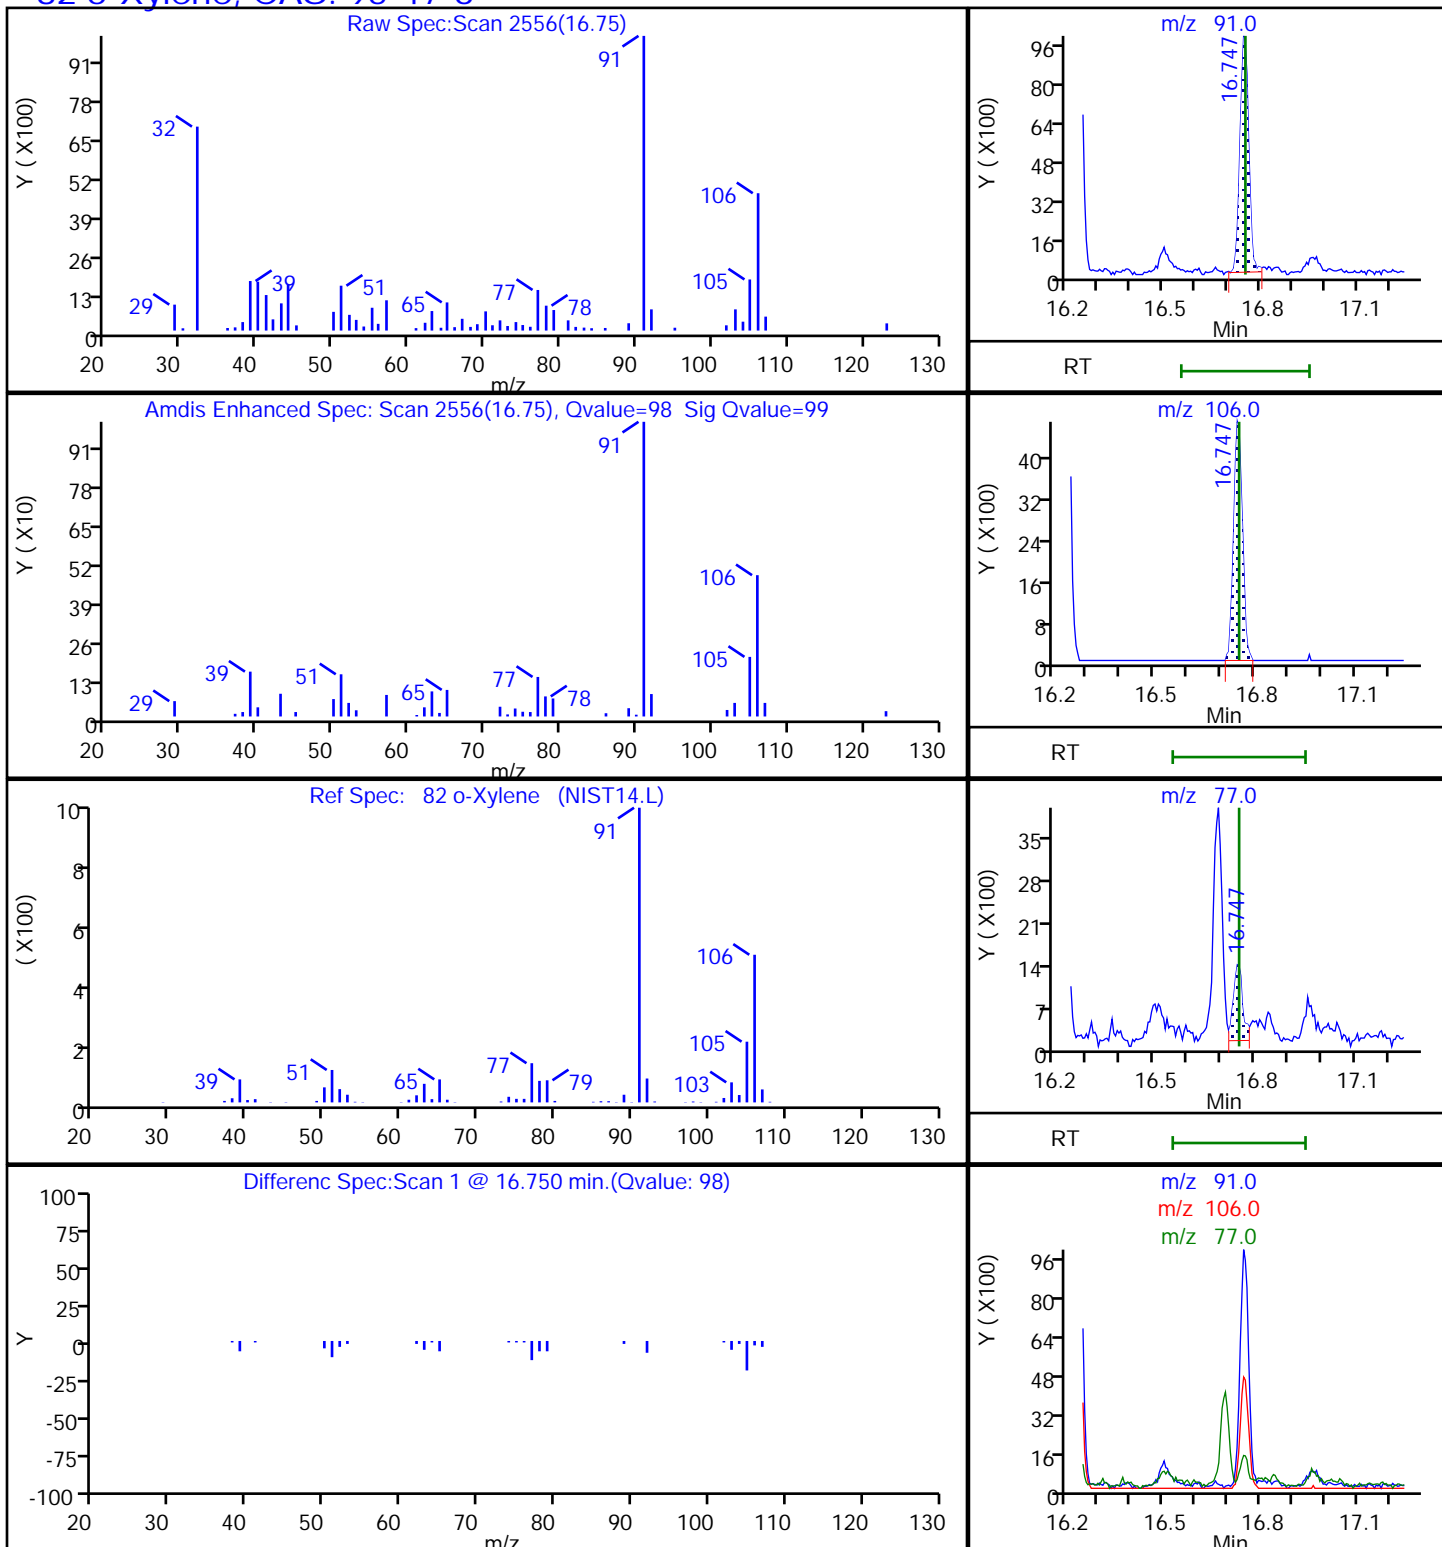 Raw Spec:Scan 2556(16.75)
91
78
65
52
39
26
13
0
Y ( X100)
29
32
39
51
65
77
78
91
105
106
20 30 40 50 60 70 80 90 100 110 120 130
m/z
m/z 91.0
96
80
64
48
32
16
0
Y ( X100)
16.747
16.2 16.5 16.8 17.1
Min
RT
Amdis Enhanced Spec: Scan 2556(16.75), Qvalue=98 Sig Qvalue=99
91
78
65
52
39
26
13
0
Y ( X10)
29
39
51
65
77
78
91
105
106
20 30 40 50 60 70 80 90 100 110 120 130
m/z
m/z 106.0
40
32
24
16
8
0
Y ( X100)
16.747
16.2 16.5 16.8 17.1
Min
RT
Ref Spec: 82 o-Xylene (NIST14.L)
10
8
6
4
2
0
( X100)
39
51
65
77
79
91
103
105
106
20 30 40 50 60 70 80 90 100 110 120 130
m/z 77.0
35
28
21
14
7
0
Y ( X100)
16.747
16.2 16.5 16.8 17.1
Min
RT
Differenc Spec:Scan 1 @ 16.750 min.(Qvalue: 98)
100
75
50
25
0
-25
-50
-75
-100
Y
20 30 40 50 60 70 80 90 100 110 120 130
m/z
m/z 91.0
m/z 106.0
m/z 77.0
96
80
64
48
32
16
0
Y ( X100)
16.2 16.5 16.8 17.1
Min